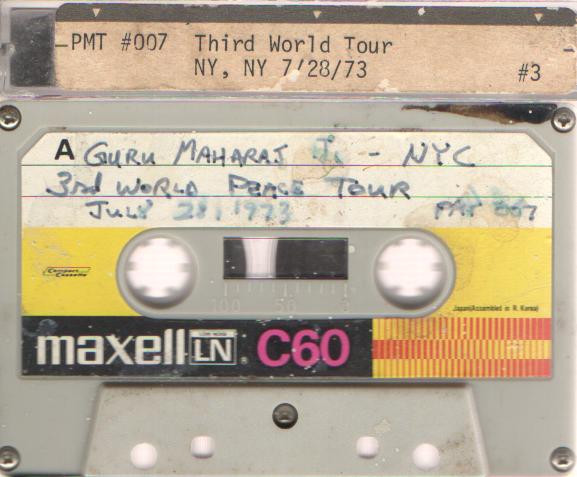 PMT #007 Third World Tour
NY, NY 7/28/73 #3
A GURU MAHARAJ JI - NYC
3rd WORLD PEACE TOUR
JULY 28, 1973 PMT 007
Compact Cassette
100 50 0
Japan(Assembled in R. Korea)
maxell LOW NOISE LN C60